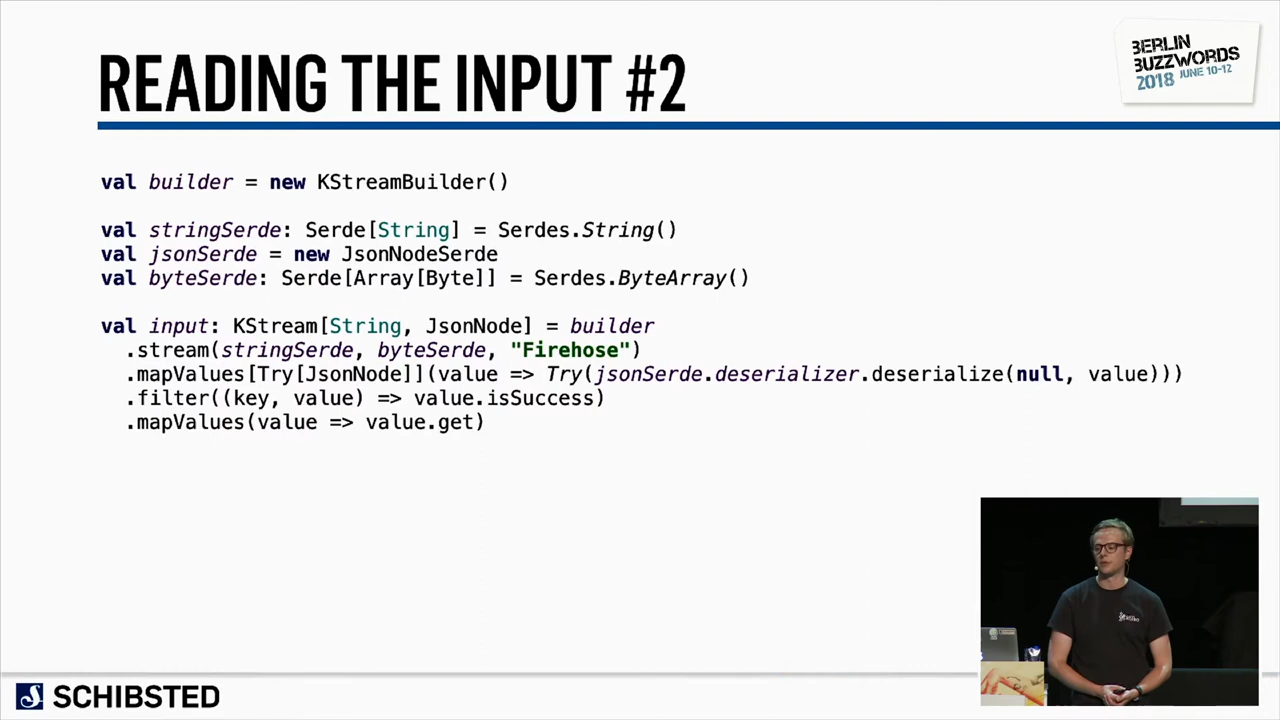 READING THE INPUT #2
BERLIN
BUZZWORDS
2018 JUNE 10-12
val builder = new KStreamBuilder()
val stringSerde: Serde[String] = Serdes.String()
val jsonSerde = new JsonNodeSerde
val byteSerde: Serde[Array[Byte]] = Serdes.ByteArray()
val input: KStream[String, JsonNode] = builder
.stream(stringSerde, byteSerde, "Firehose")
.mapValues[Try[JsonNode]](value => Try(jsonSerde.deserializer.deserialize(null, value)))
.filter((key, value) => value.isSuccess)
.mapValues(value => value.get)
SCHIBSTED